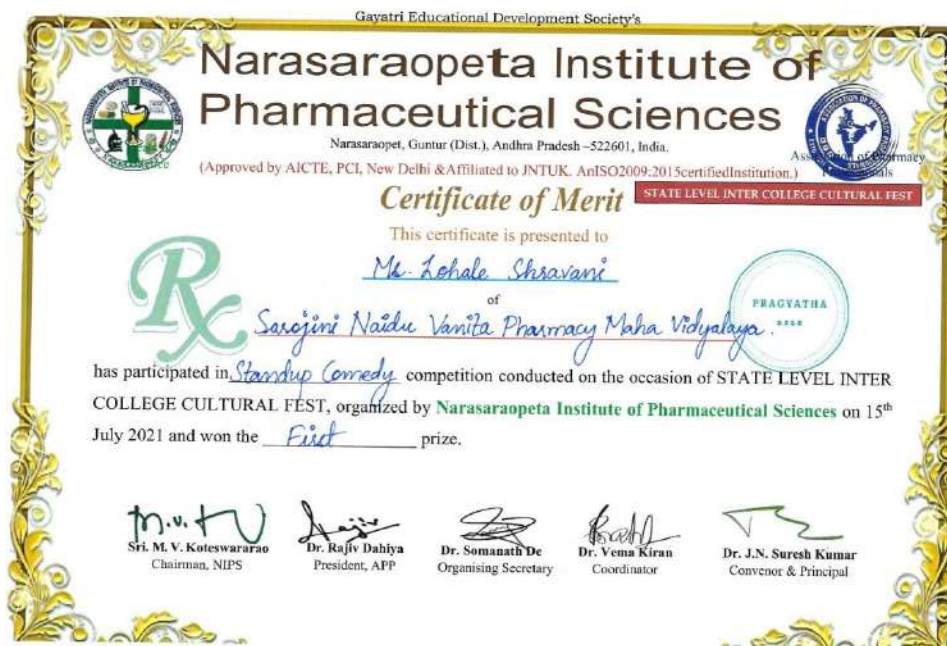 Gayatri Educational Development Society's
Narasaraopeta Institute of
Pharmaceutical Sciences
Narasaraopet, Guntur (Dist.), Andhra Pradesh –522601, India.
(Approved by AICTE, PCI, New Delhi &Affiliated to JNTUK. AnISO2009:2015certifiedInstitution.)
Association of Pharmacy
Certificate of Merit
STATE LEVEL INTER COLLEGE CULTURAL FEST
This certificate is presented to
Ms. Lohale Shravani
of
Rx
PRAGYATHA
Sarojini Naidu Vanita Pharmacy Maha Vidyalaya.
has participated in Standup Comedy competition conducted on the occasion of STATE LEVEL INTER
COLLEGE CULTURAL FEST, organized by Narasaraopeta Institute of Pharmaceutical Sciences on 15th
July 2021 and won the First prize.
Sri. M. V. Koteswararao
Chairman, NIPS
Dr. Rajiv Dahiya
President, APP
Dr. Somanath De
Organising Secretary
Dr. Vema Kiran
Coordinator
Dr. J.N. Suresh Kumar
Convenor & Principal